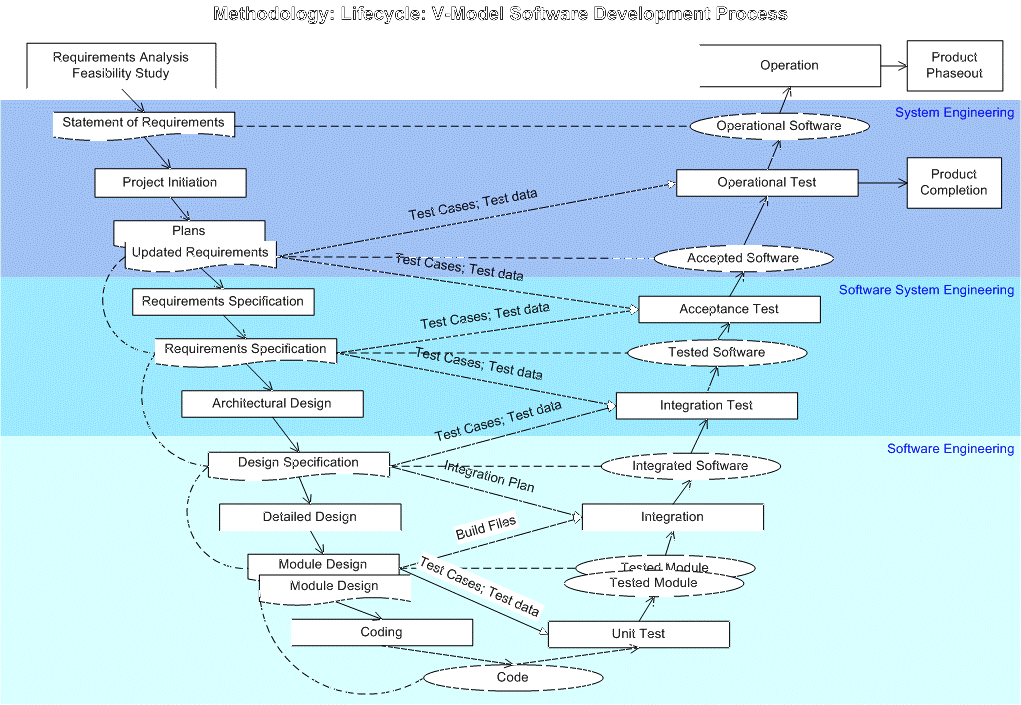 Methodology: Lifecycle: V-Model Software Development Process
Requirements Analysis
Feasibility Study
Operation
Product
Phaseout
System Engineering
Statement of Requirements
Operational Software
Project Initiation
Operational Test
Product
Completion
Test Cases; Test data
Plans
Updated Requirements
Accepted Software
Test Cases; Test data
Software System Engineering
Requirements Specification
Acceptance Test
Test Cases; Test data
Requirements Specification
Tested Software
Test Cases; Test data
Architectural Design
Integration Test
Test Cases; Test data
Software Engineering
Design Specification
Integrated Software
Integration Plan
Detailed Design
Integration
Build Files
Module Design
Tested Module
Module Design
Tested Module
Test Cases; Test data
Coding
Unit Test
Code